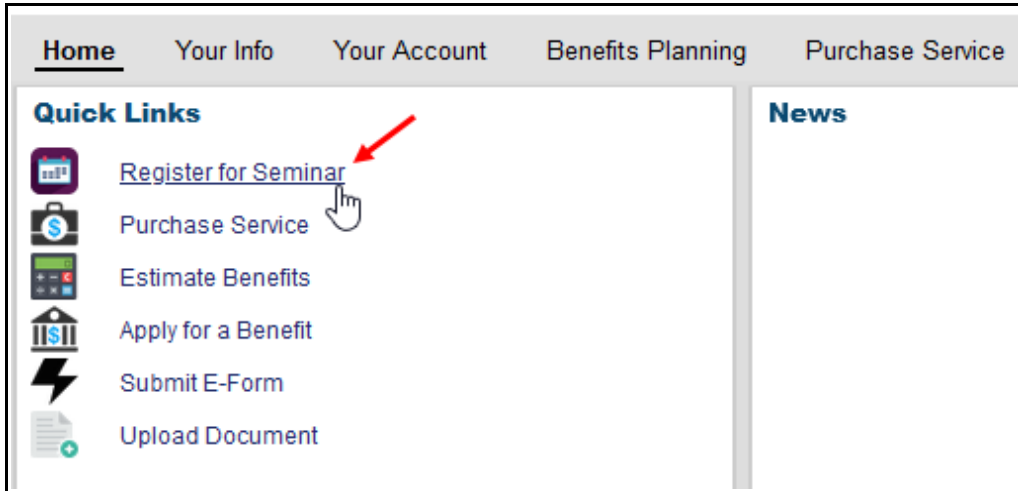 Home Your Info Your Account Benefits Planning Purchase Service
Quick Links
Register for Seminar
Purchase Service
Estimate Benefits
Apply for a Benefit
Submit E-Form
Upload Document
News